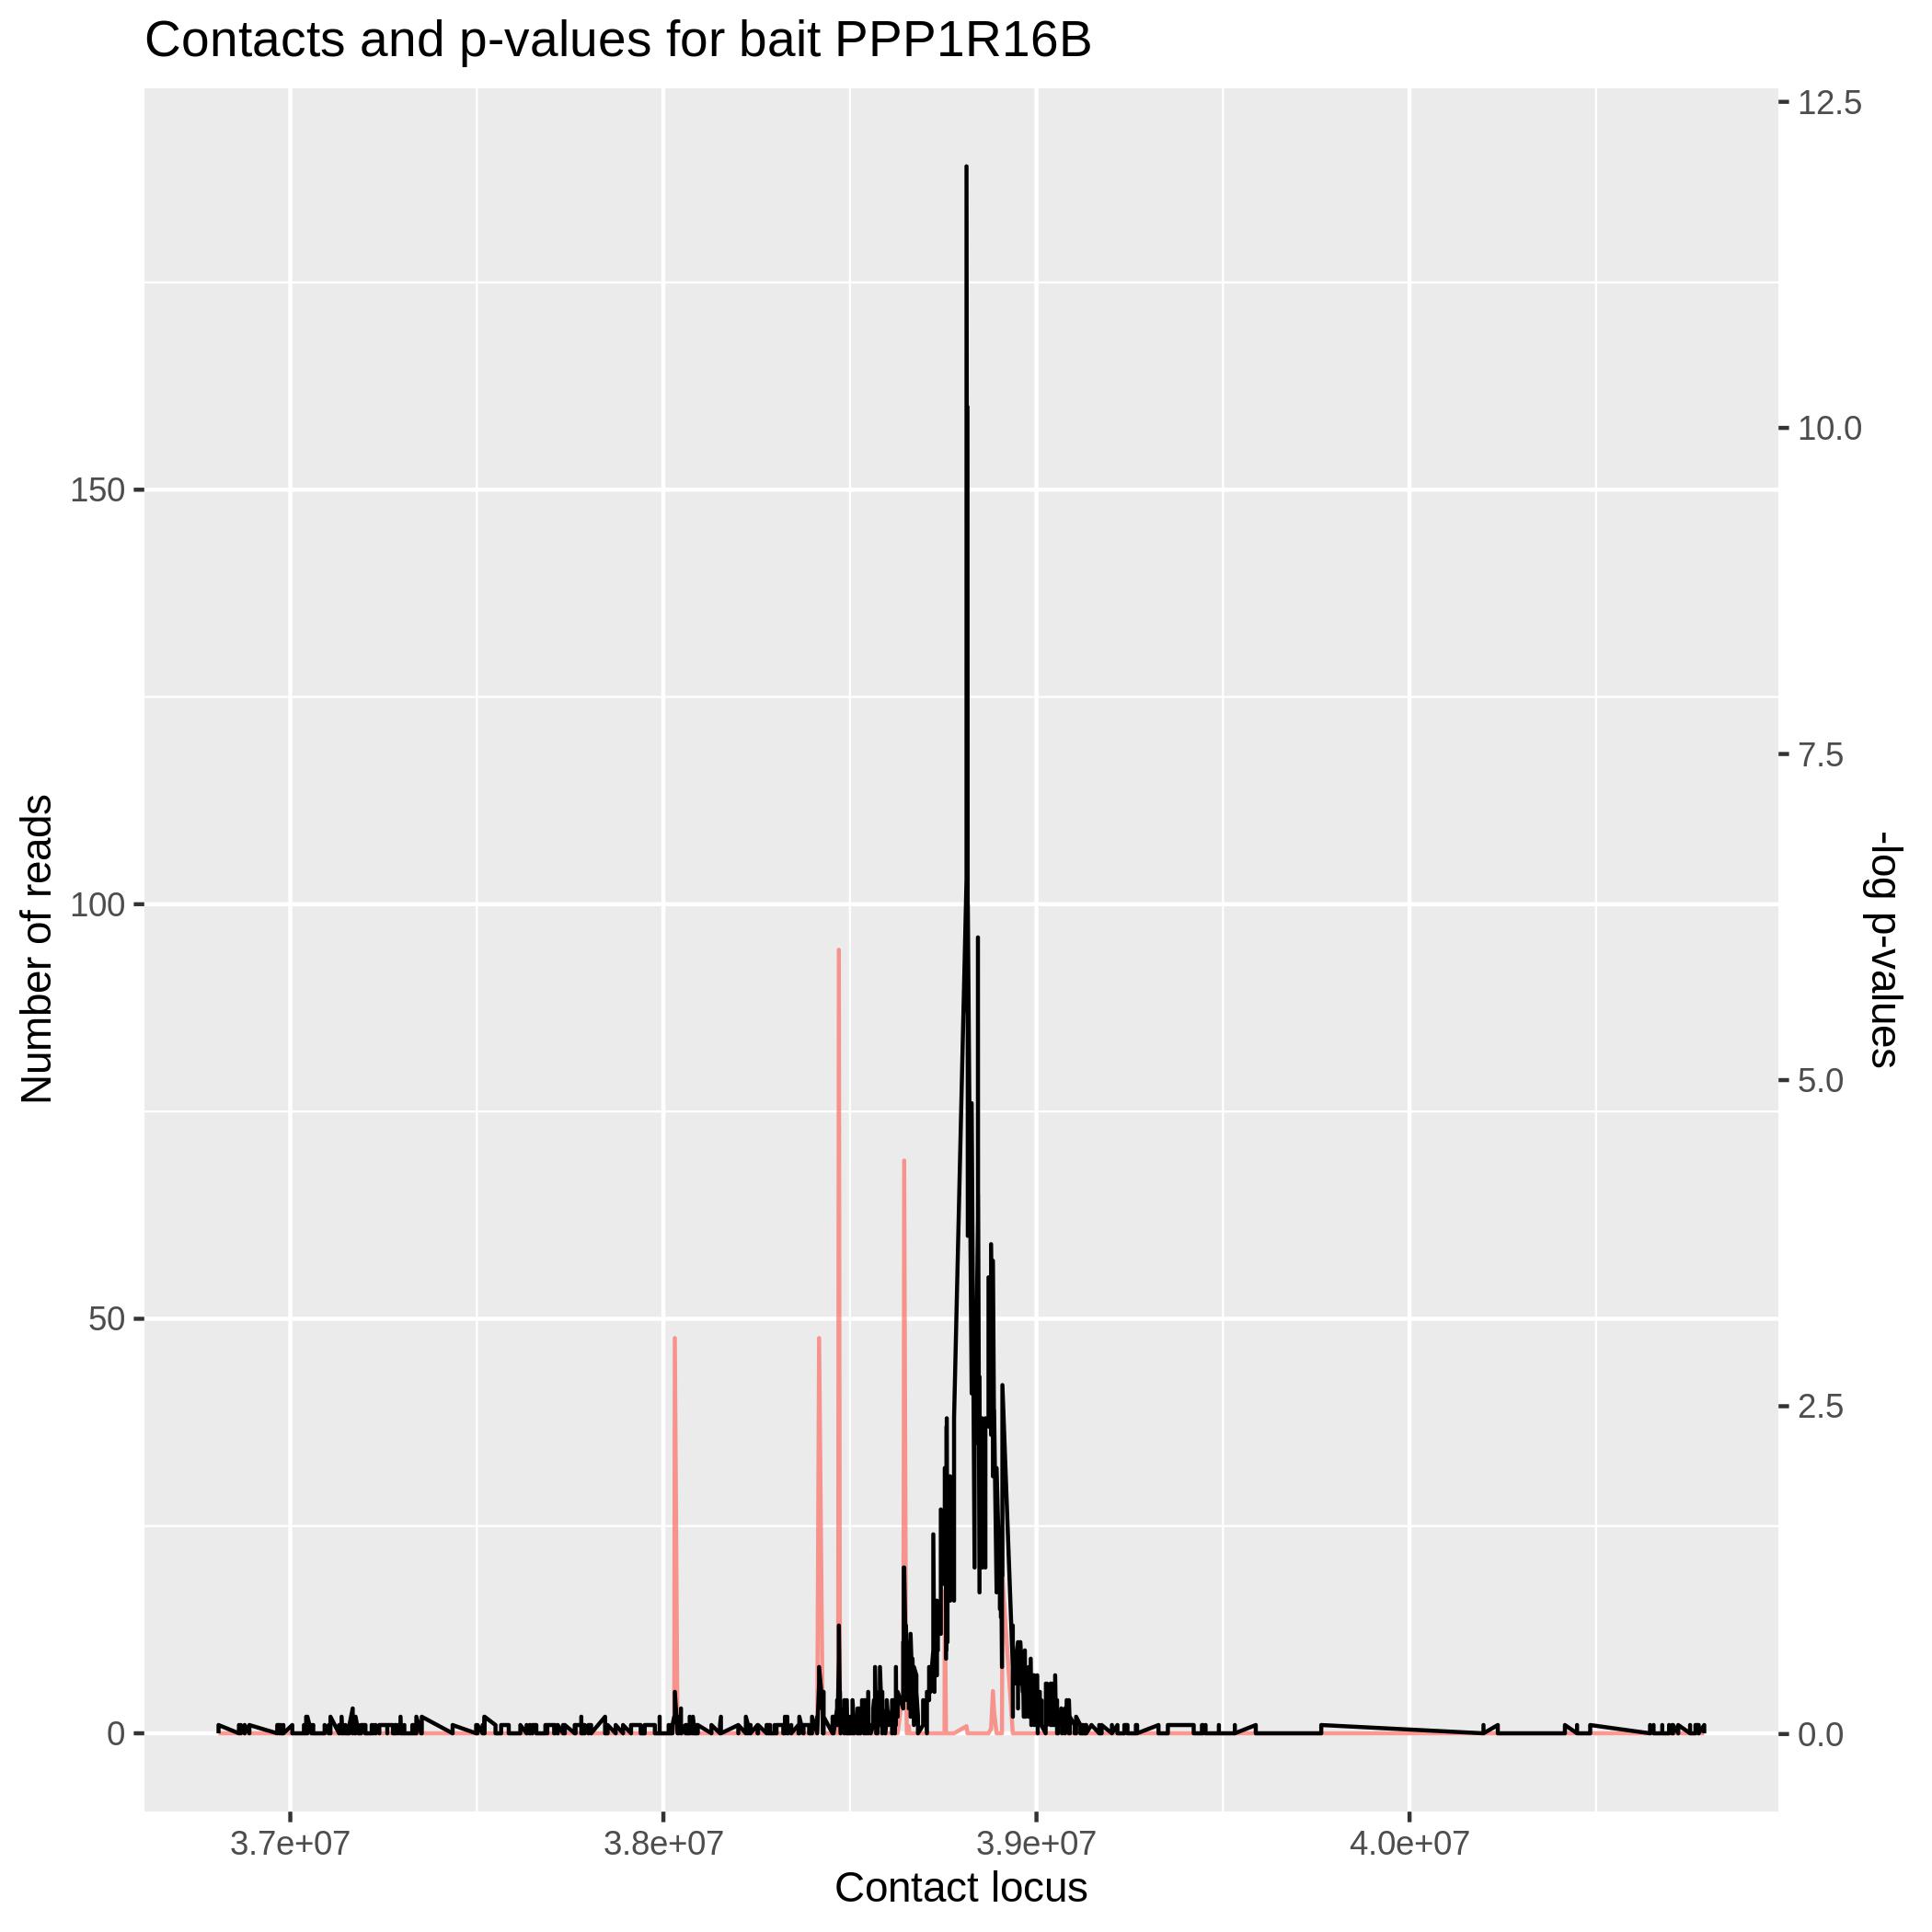 Contacts and p-values for bait PPP1R16B
Number of reads
150
100
50
0
12.5
10.0
7.5
5.0
2.5
0.0
-log p-values
3.7e+07
3.8e+07
3.9e+07
4.0e+07
Contact locus